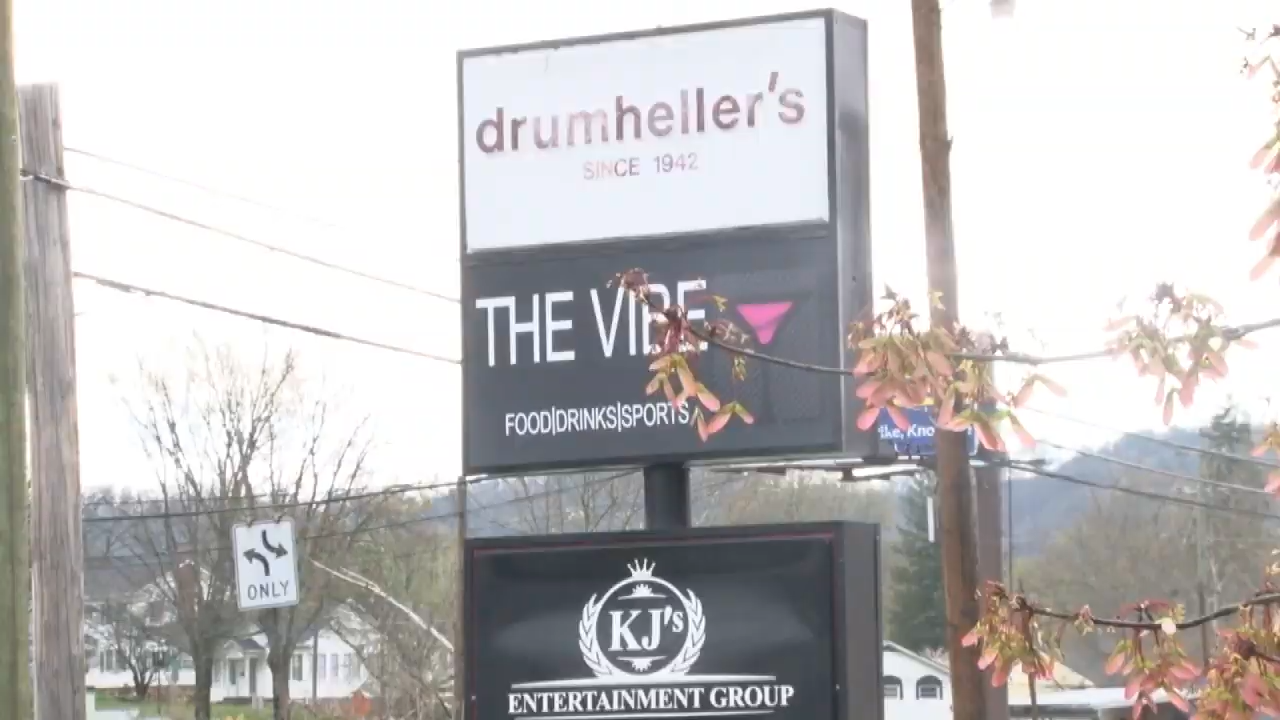 drumheller's
SINCE 1942
THE VIBE
FOOD|DRINKS|SPORTS
ONLY
KJ's
ENTERTAINMENT GROUP